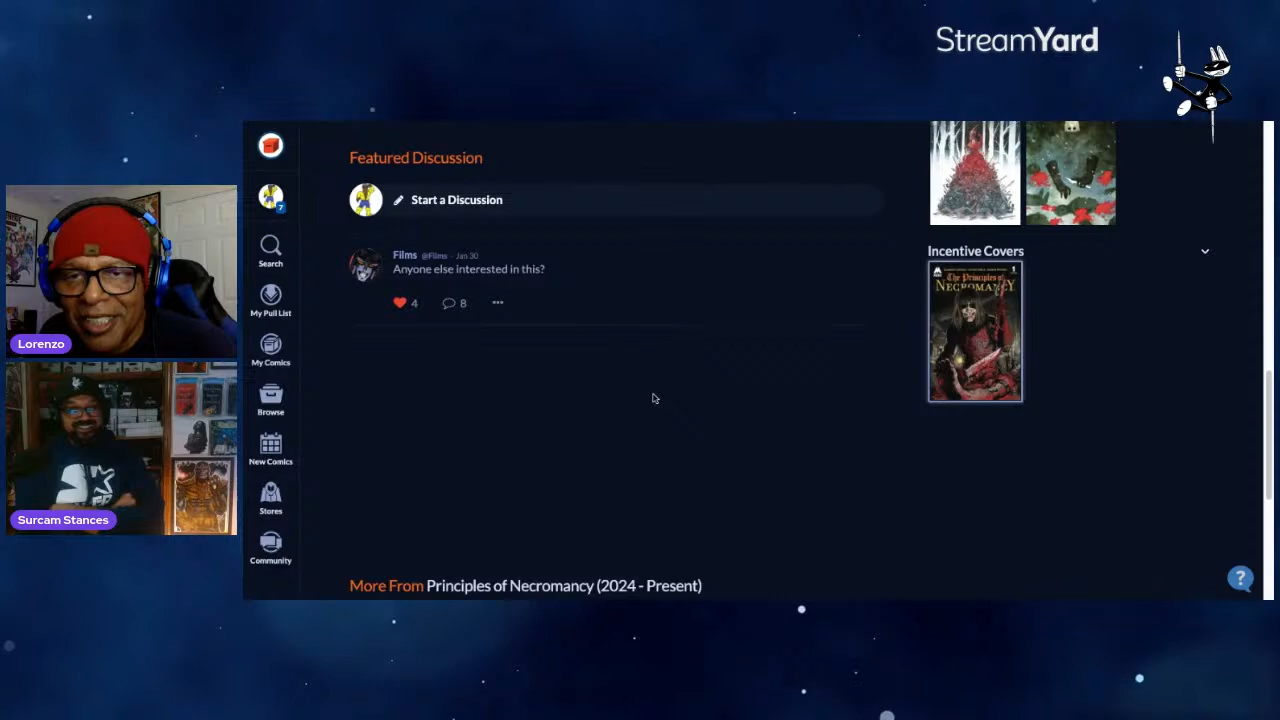 StreamYard
Featured Discussion
7
Start a Discussion
Search
Films @Films - Jan 30
Anyone else interested in this?
4 8
My Pull List
My Comics
Browse
New Comics
Stores
Community
Incentive Covers
The Principles of
NECROMANCY
Lorenzo
Surcam Stances
More From Principles of Necromancy (2024 - Present)
?